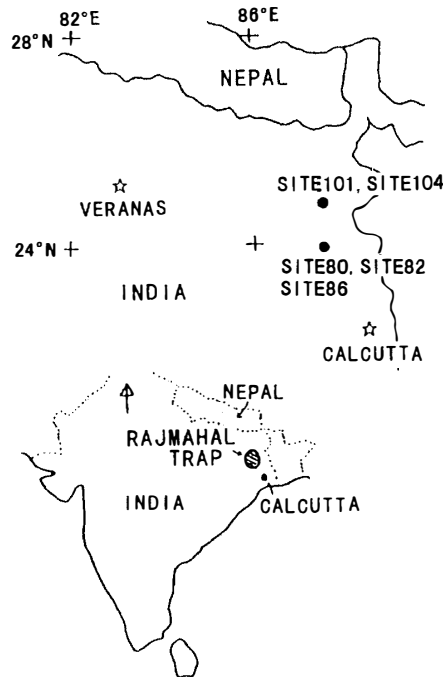 82°E
86°E
28°N
NEPAL
SITE101, SITE104
VERANAS
24°N
SITE80, SITE82
SITE86
INDIA
CALCUTTA
NEPAL
RAJMAHAL
TRAP
INDIA
CALCUTTA